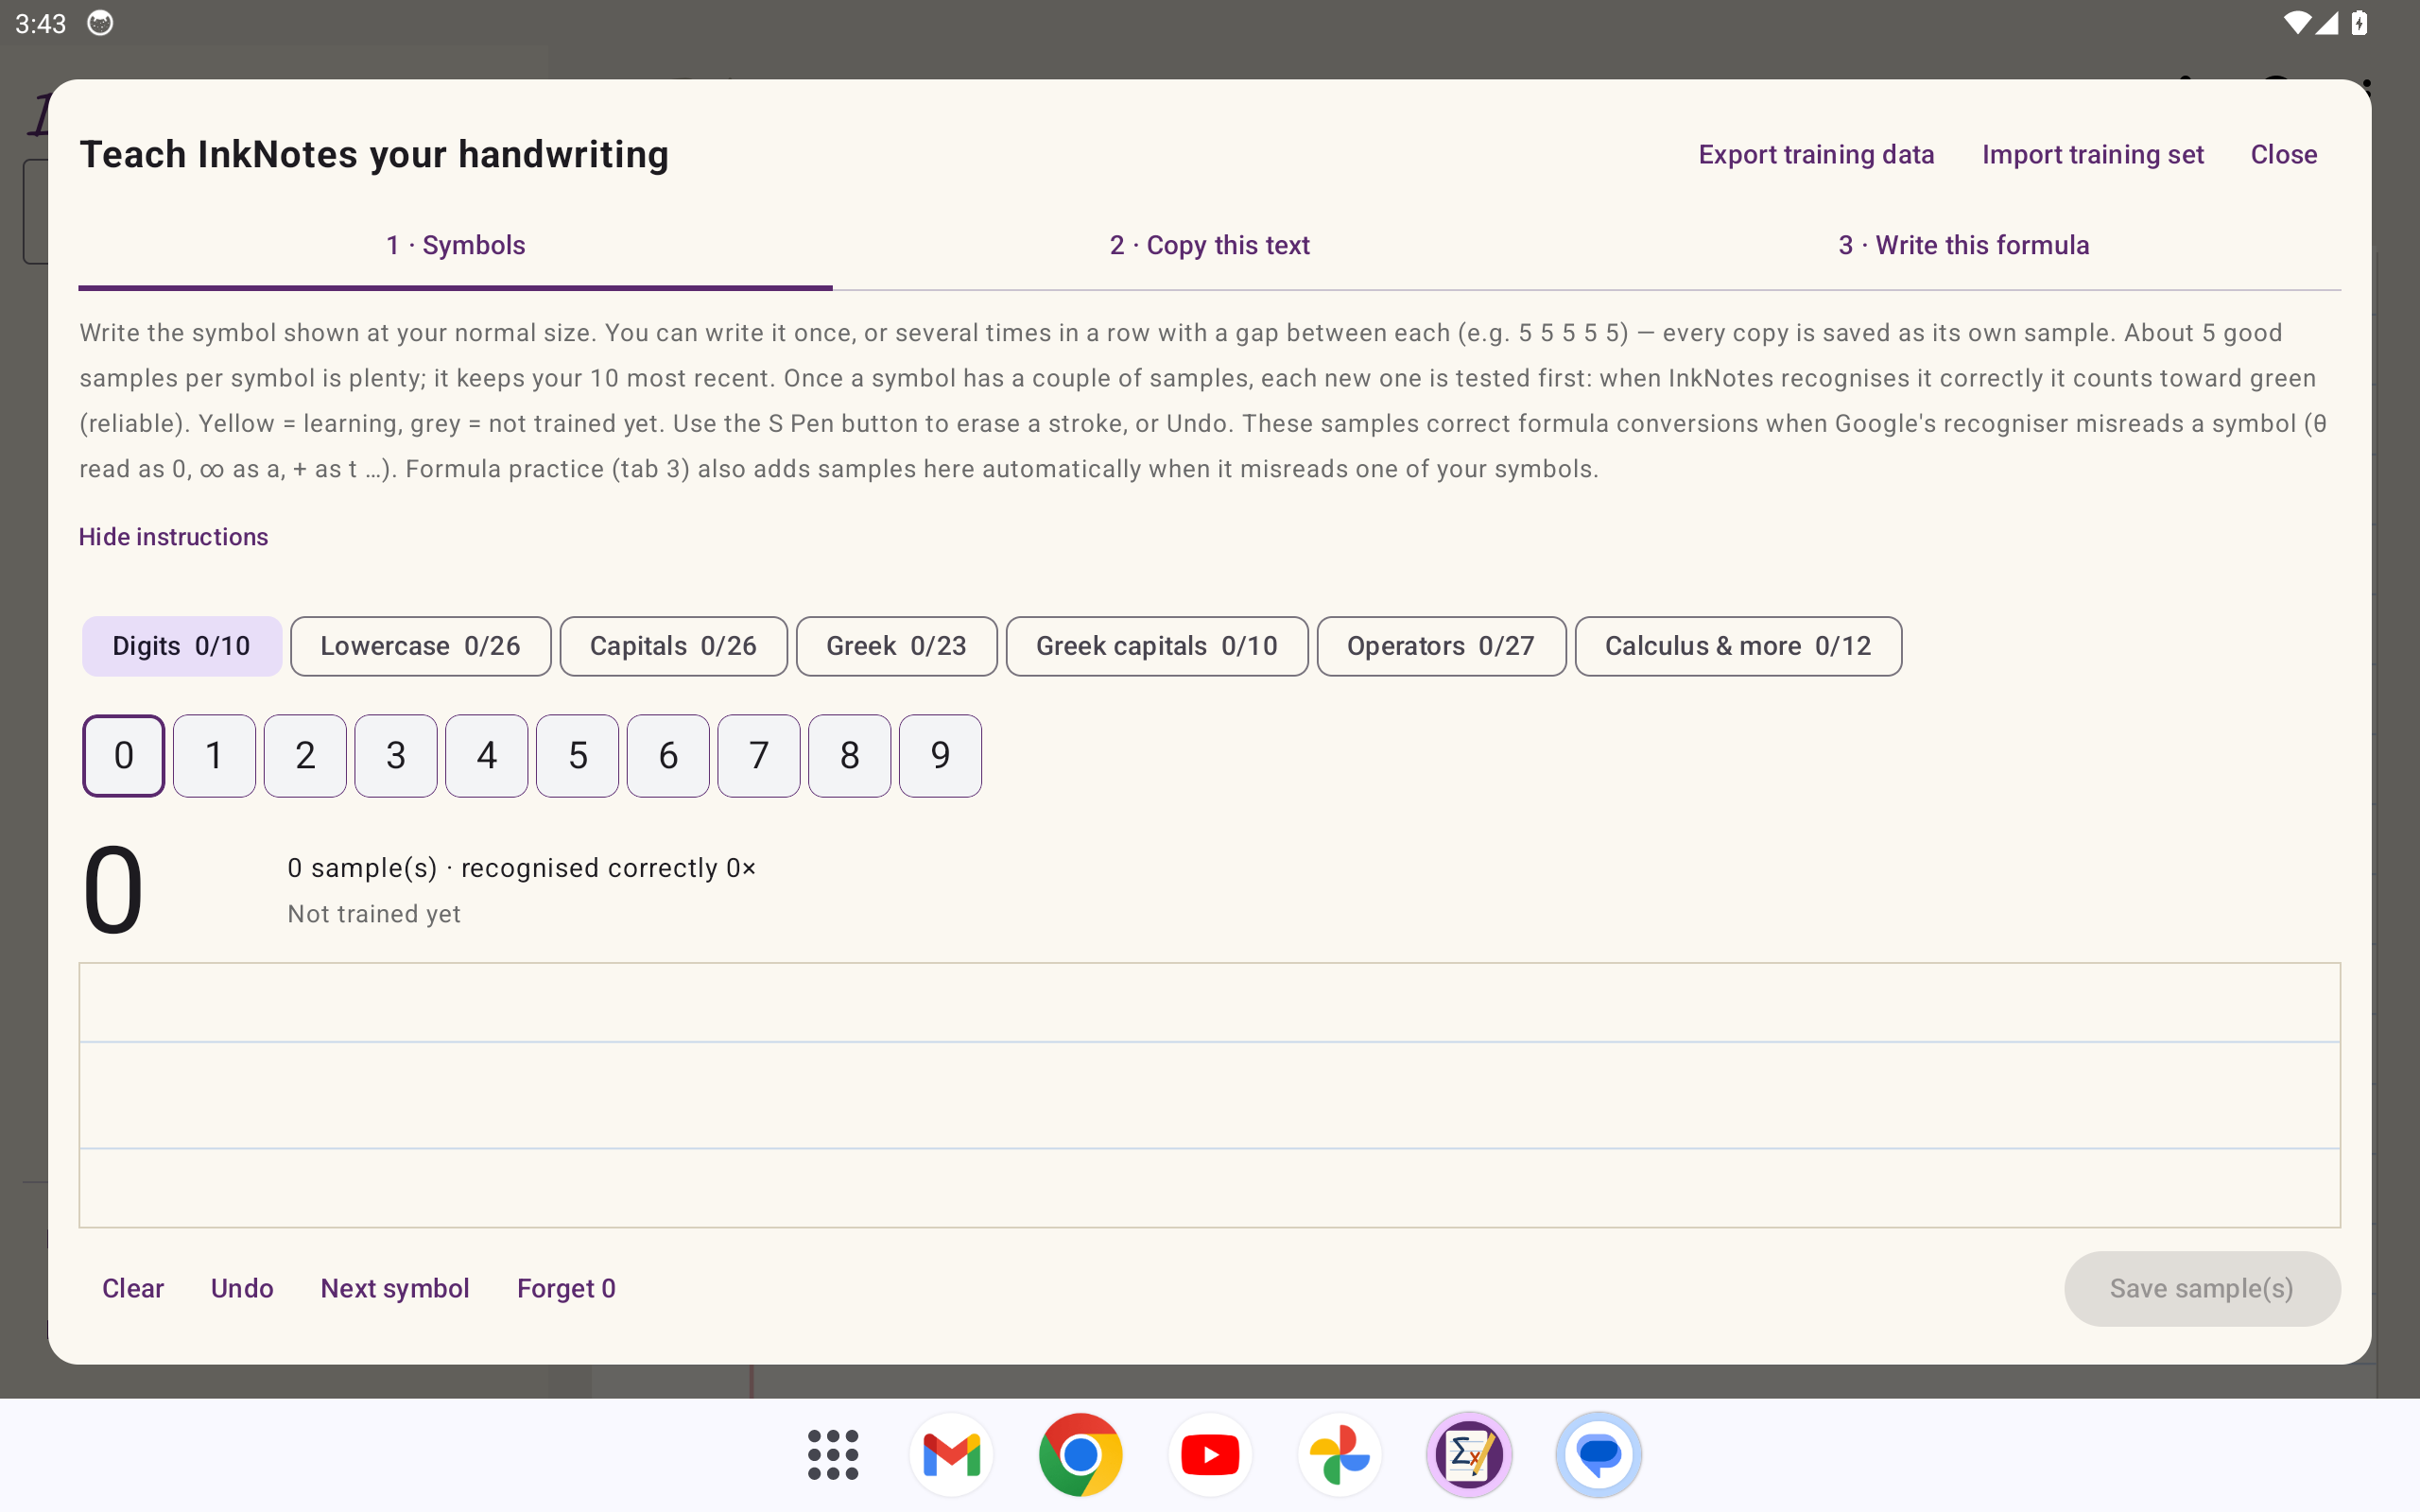 3:43
Teach InkNotes your handwriting
Export training data Import training set Close
1 · Symbols 2 · Copy this text 3 · Write this formula
Write the symbol shown at your normal size. You can write it once, or several times in a row with a gap between each (e.g. 5 5 5 5 5) — every copy is saved as its own sample. About 5 good
samples per symbol is plenty; it keeps your 10 most recent. Once a symbol has a couple of samples, each new one is tested first: when InkNotes recognises it correctly it counts toward green
(reliable). Yellow = learning, grey = not trained yet. Use the S Pen button to erase a stroke, or Undo. These samples correct formula conversions when Google's recogniser misreads a symbol (θ
read as 0, ∞ as a, + as t …). Formula practice (tab 3) also adds samples here automatically when it misreads one of your symbols.
Hide instructions
Digits 0/10 Lowercase 0/26 Capitals 0/26 Greek 0/23 Greek capitals 0/10 Operators 0/27 Calculus & more 0/12
0 1 2 3 4 5 6 7 8 9
0
0 sample(s) · recognised correctly 0×
Not trained yet
Clear Undo Next symbol Forget 0 Save sample(s)